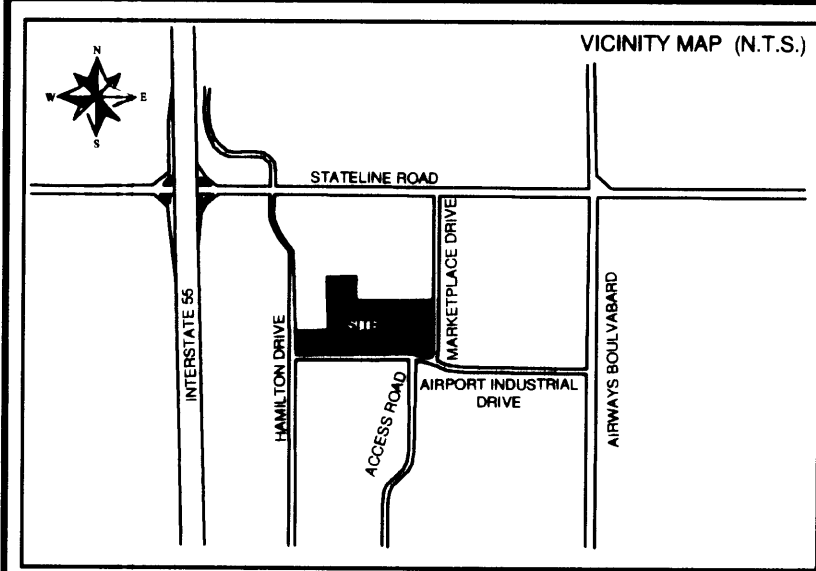 VICINITY MAP (N.T.S.)
N
W E
S
STATELINE ROAD
INTERSTATE 55
HAMILTON DRIVE
SITE
MARKETPLACE DRIVE
ACCESS ROAD
AIRPORT INDUSTRIAL
DRIVE
AIRWAYS BOULVABARD